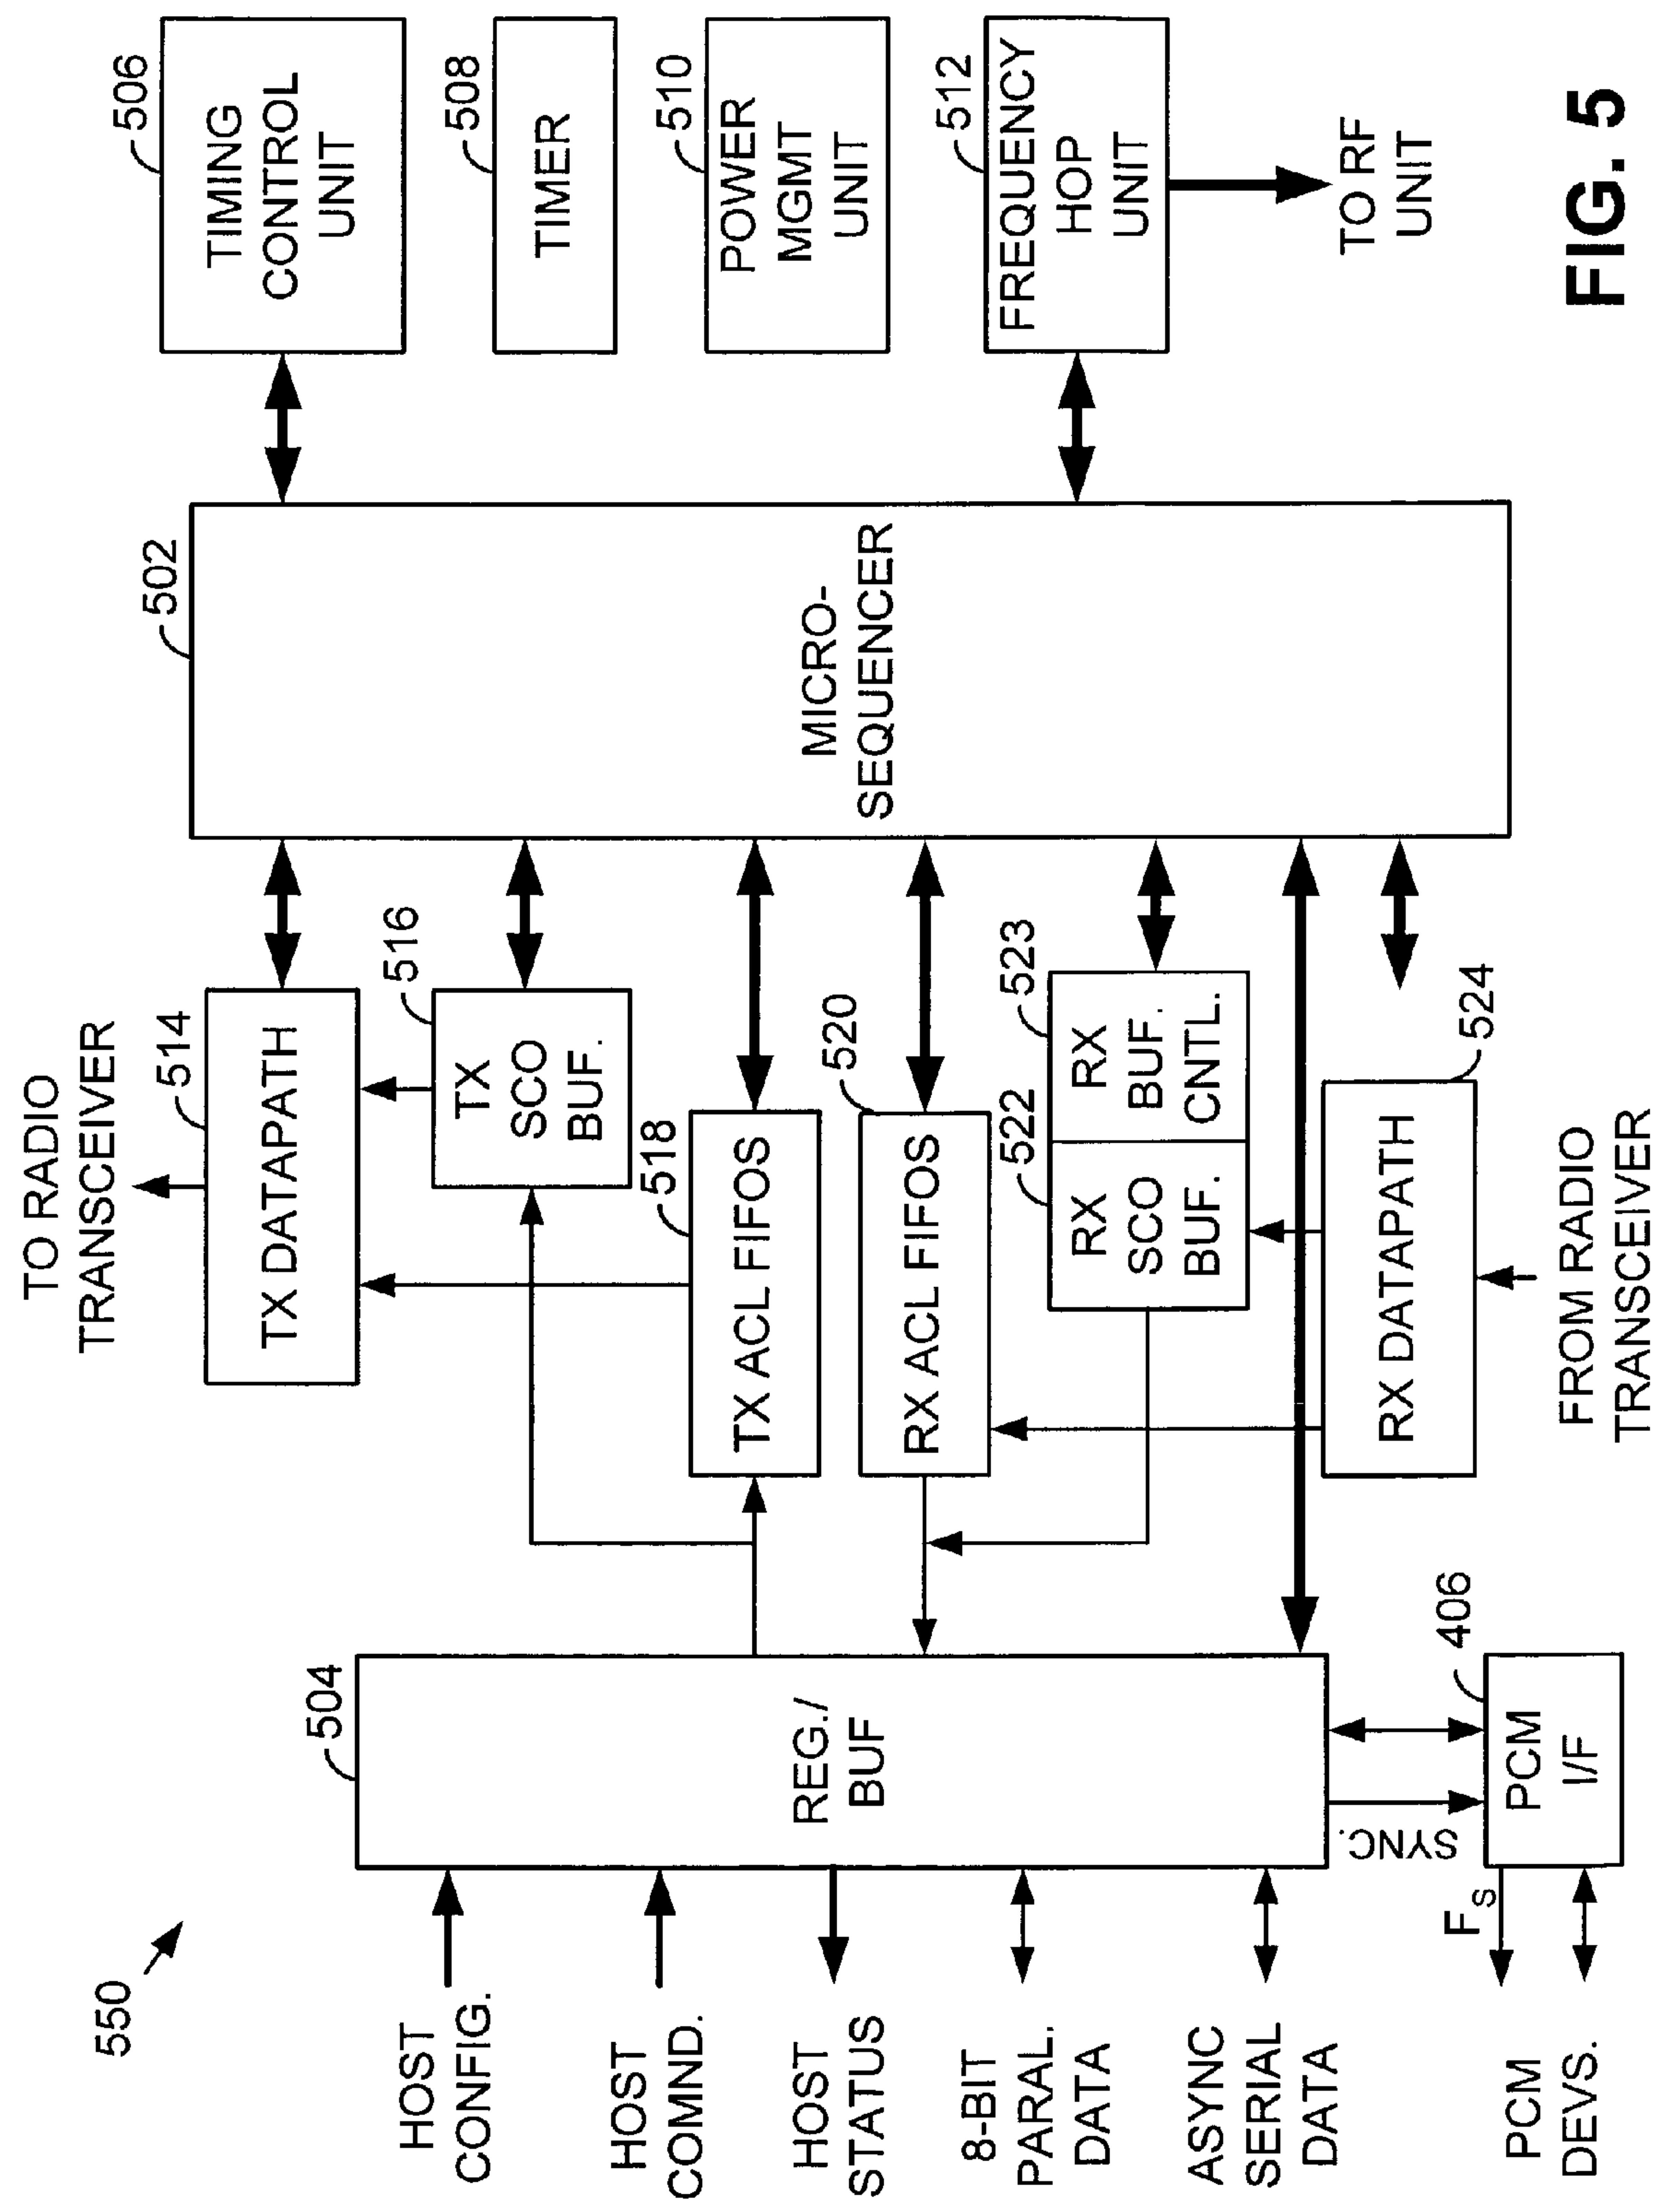 550
HOST
CONFIG.
HOST
COMND.
HOST
STATUS
8-BIT
PARAL.
DATA
ASYNC
SERIAL
DATA
PCM
DEVS.
504
REG./
BUF
SYNC.
F S
406
PCM
I/F
TO RADIO
TRANSCEIVER
514
TX DATAPATH
516
TX
SCO
BUF.
518
TX ACL FIFOS
520
RX ACL FIFOS
522
RX
SCO
BUF.
523
RX
BUF.
CNTL.
524
RX DATAPATH
FROM RADIO
TRANSCEIVER
502
MICRO-
SEQUENCER
506
TIMING
CONTROL
UNIT
508
TIMER
510
POWER
MGMT
UNIT
512
FREQUENCY
HOP
UNIT
TO RF
UNIT
FIG. 5